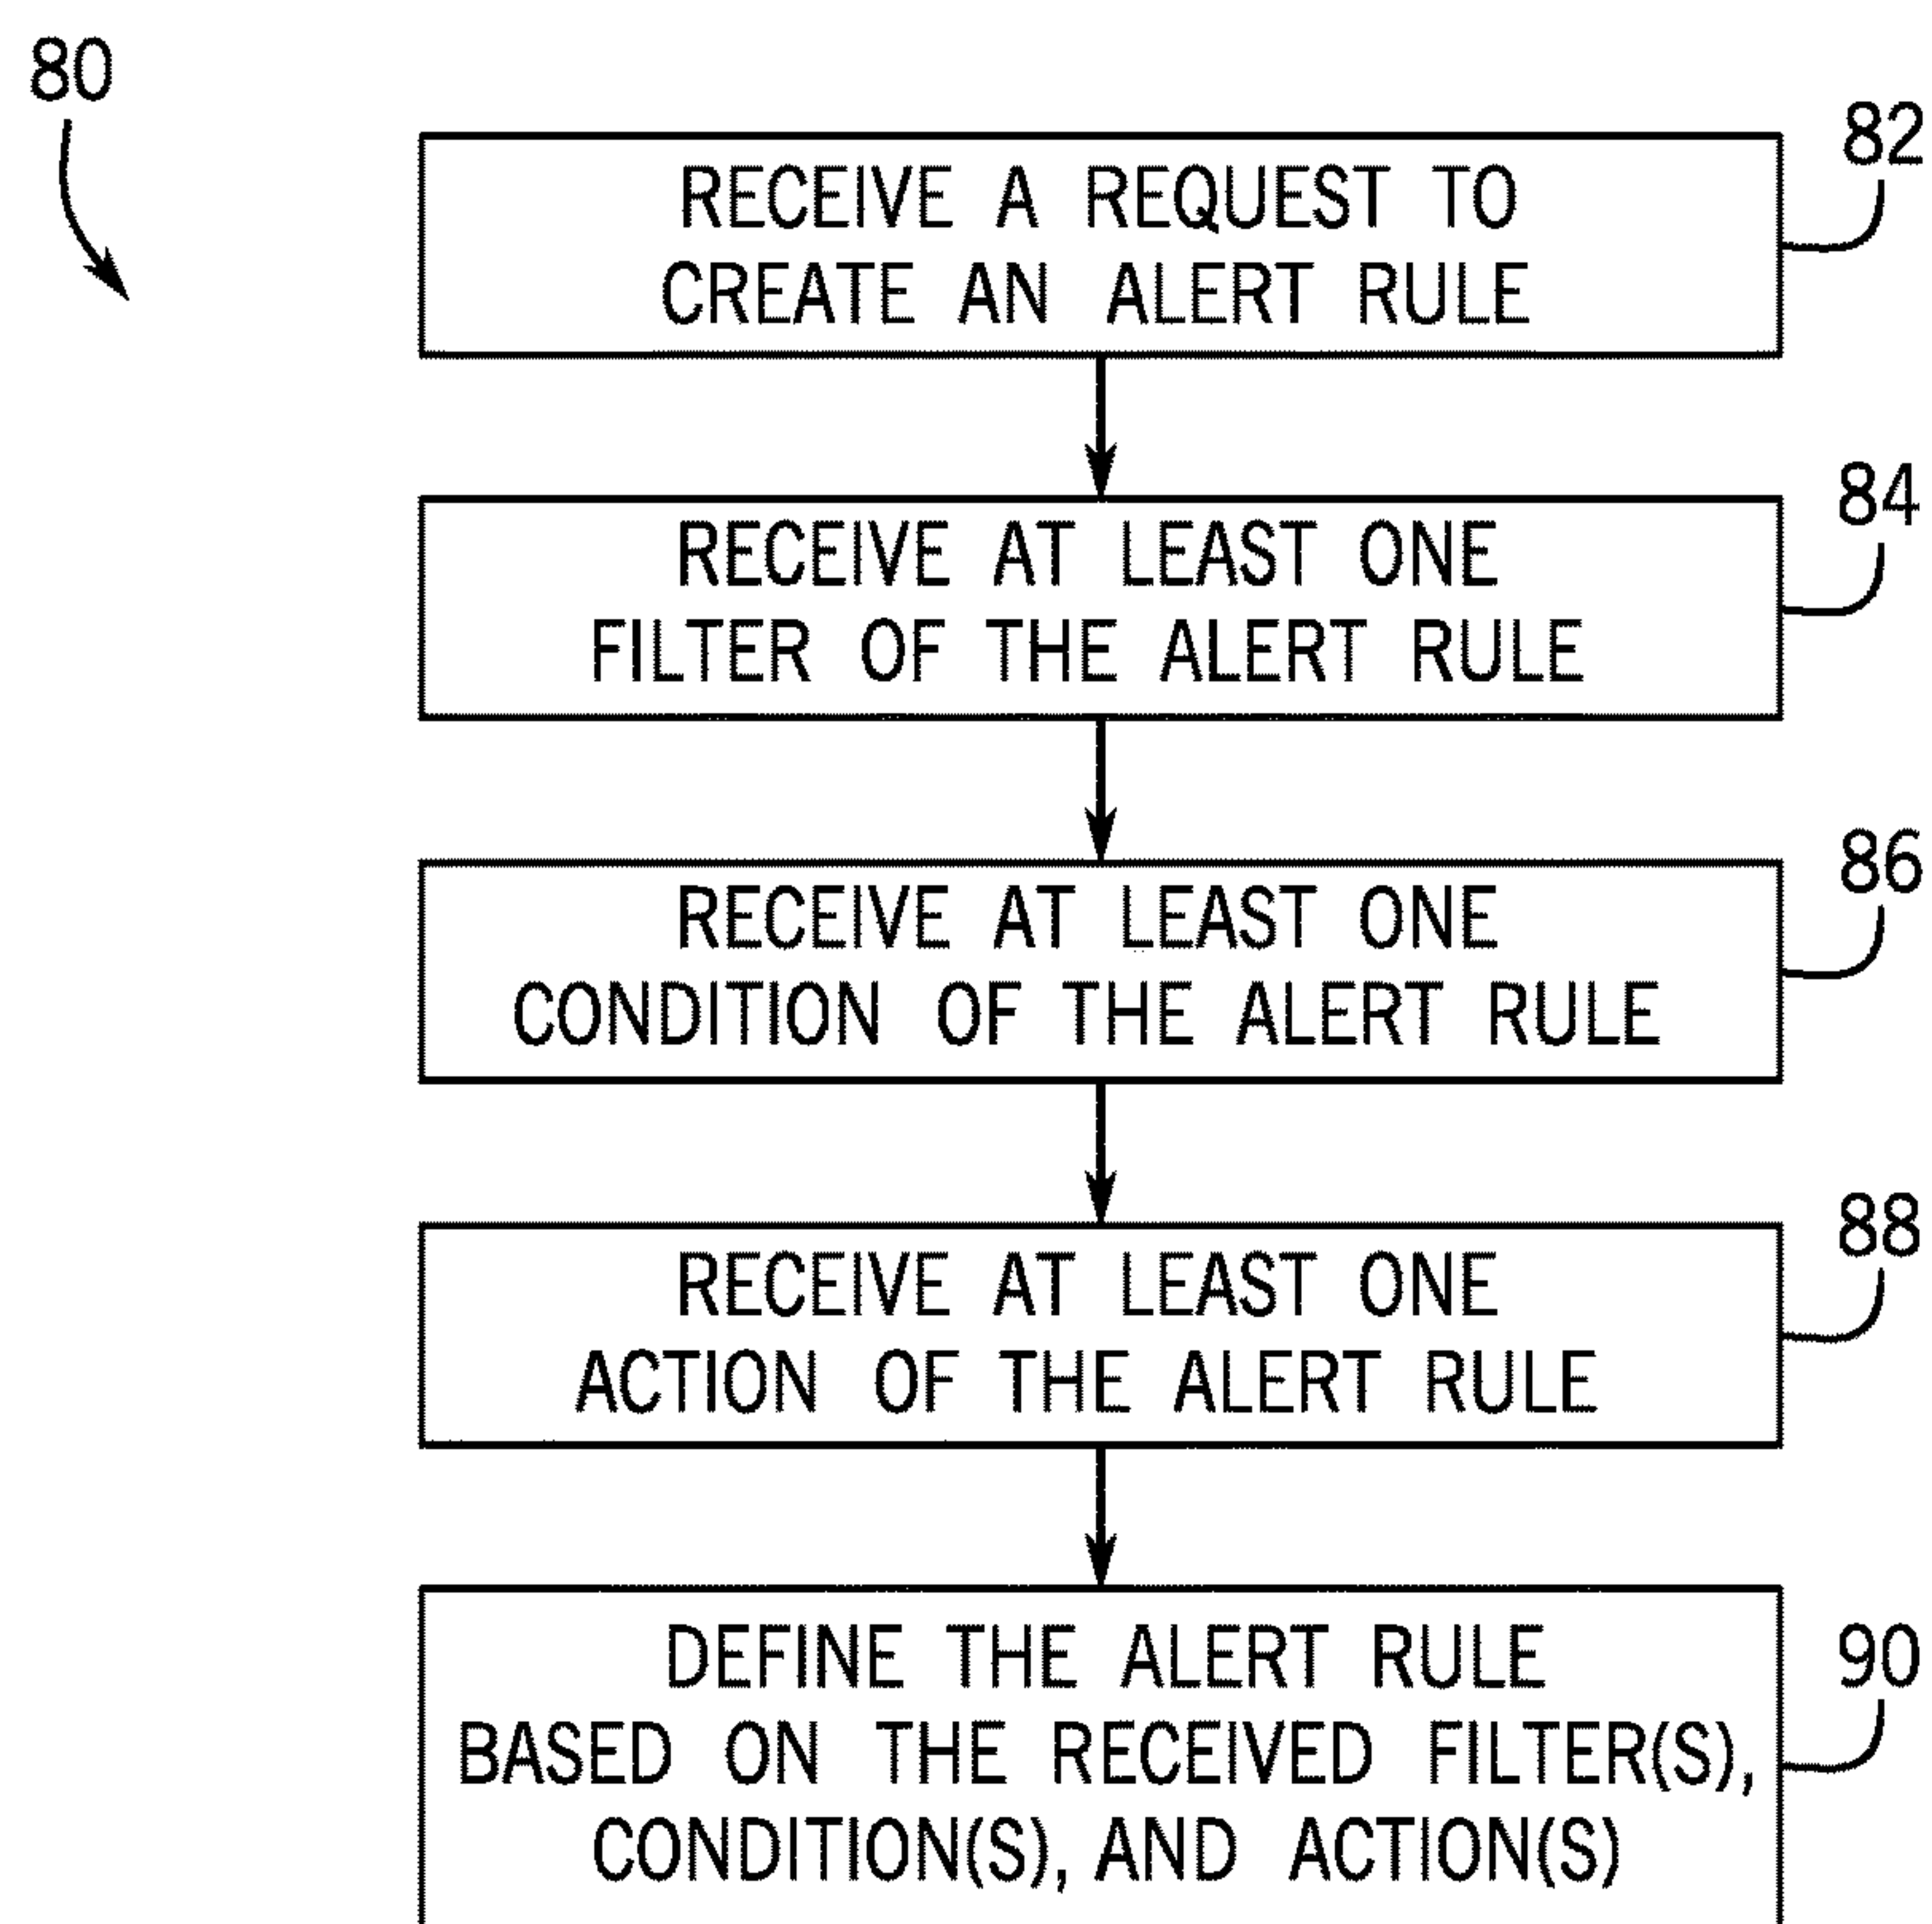 80
82
RECEIVE A REQUEST TO
CREATE AN ALERT RULE
84
RECEIVE AT LEAST ONE
FILTER OF THE ALERT RULE
86
RECEIVE AT LEAST ONE
CONDITION OF THE ALERT RULE
88
RECEIVE AT LEAST ONE
ACTION OF THE ALERT RULE
90
DEFINE THE ALERT RULE
BASED ON THE RECEIVED FILTER(S),
CONDITION(S), AND ACTION(S)